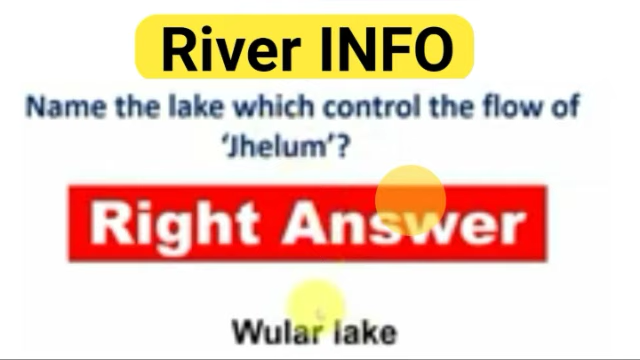 River INFO
Name the lake which control the flow of
‘Jhelum’?
Right Answer
Wular lake